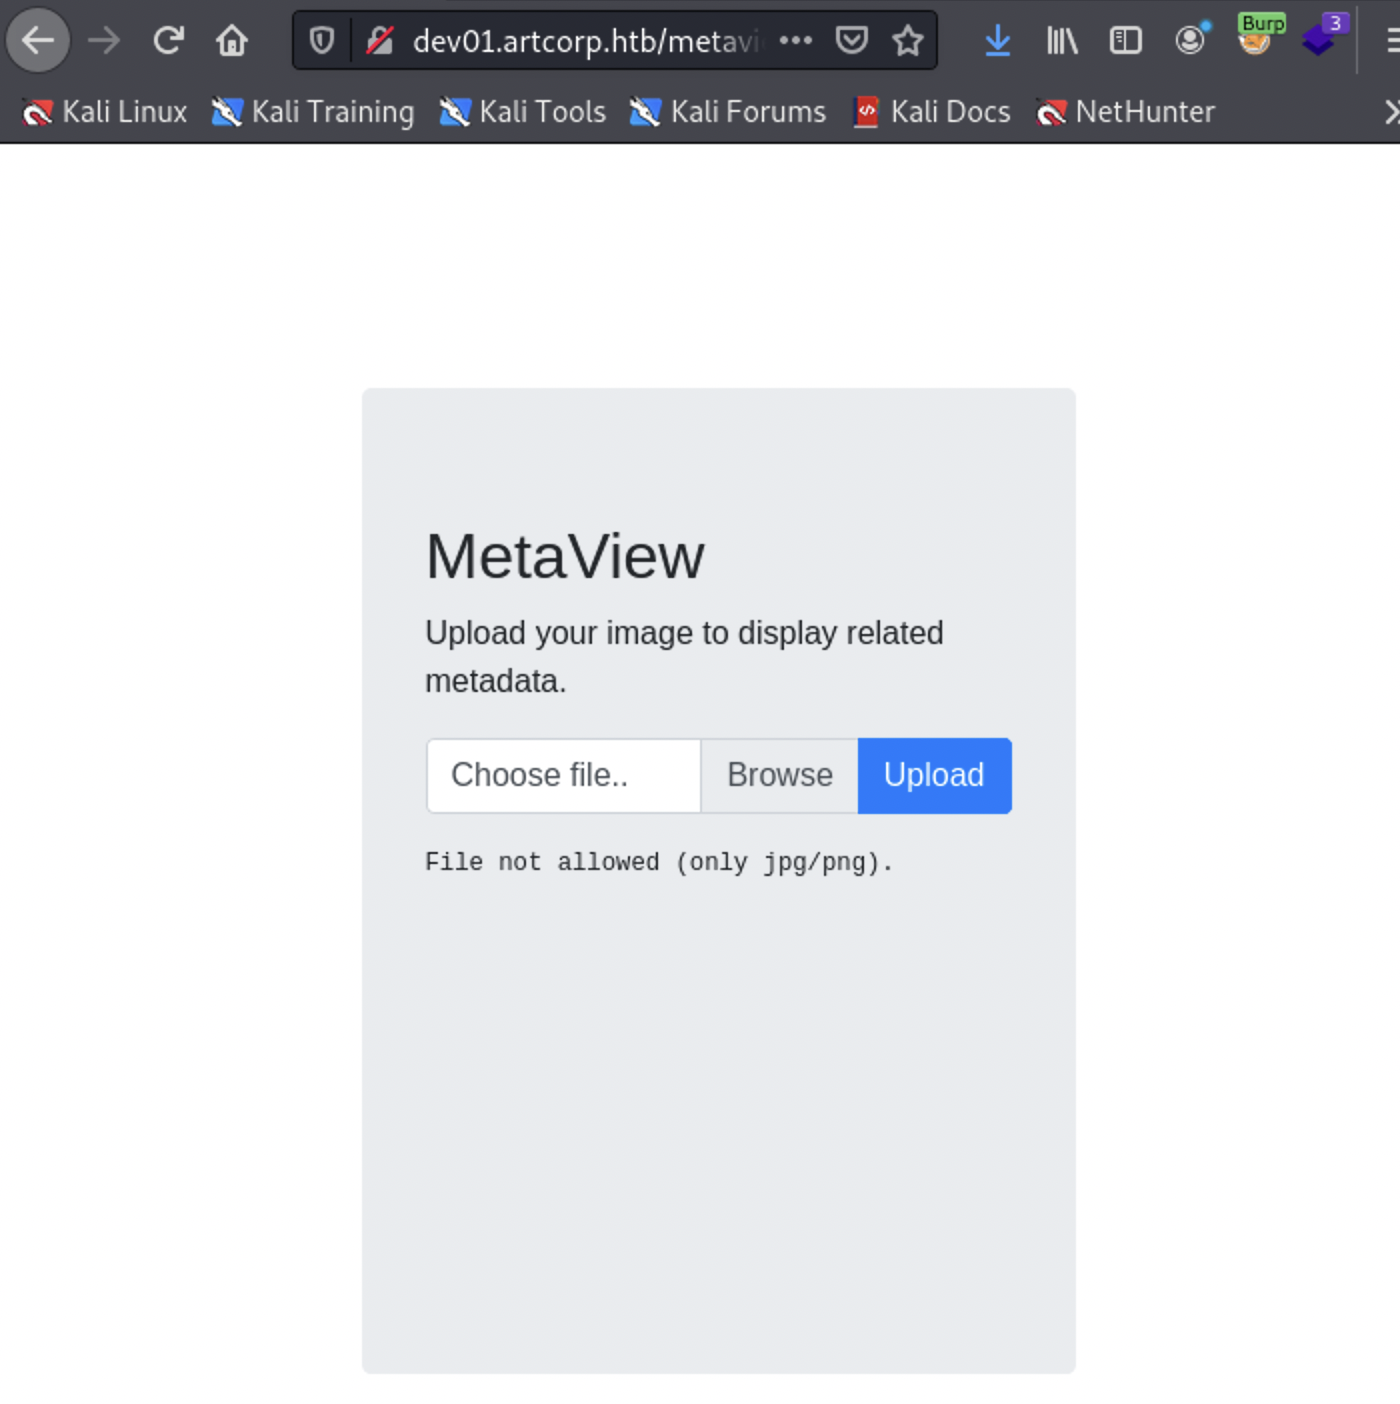 dev01.artcorp.htb/metavi
Burp
3
Kali Linux Kali Training Kali Tools Kali Forums Kali Docs NetHunter
MetaView
Upload your image to display related
metadata.
Choose file.. Browse Upload
File not allowed (only jpg/png).